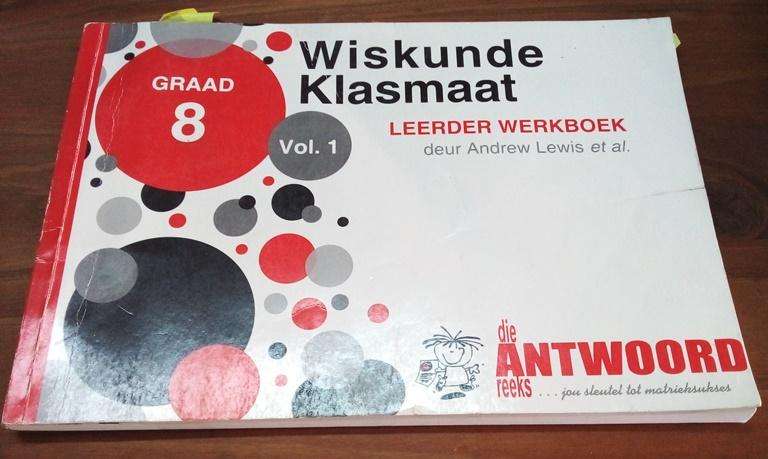 Wiskunde
Klasmaat
GRAAD
8
Vol. 1
LEERDER WERKBOEK
deur Andrew Lewis et al.
die
ANTWOORD
reeks ... jou sleutel tot matrieksukses